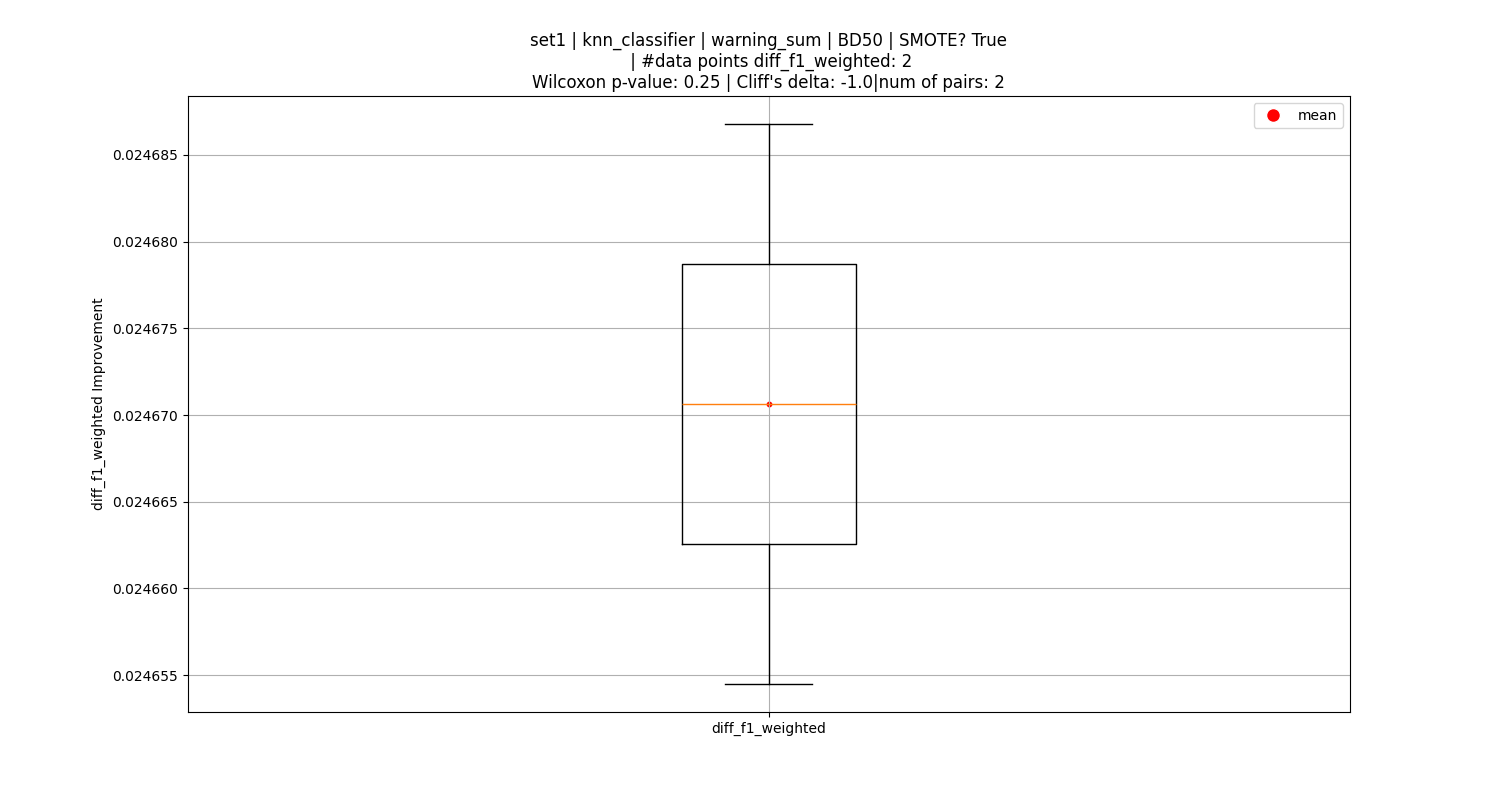 set1 | knn_classifier | warning_sum | BD50 | SMOTE? True
| #data points diff_f1_weighted: 2
Wilcoxon p-value: 0.25 | Cliff's delta: -1.0|num of pairs: 2
mean
0.024685
0.024680
0.024675
0.024670
0.024665
0.024660
0.024655
diff_f1_weighted Improvement
diff_f1_weighted